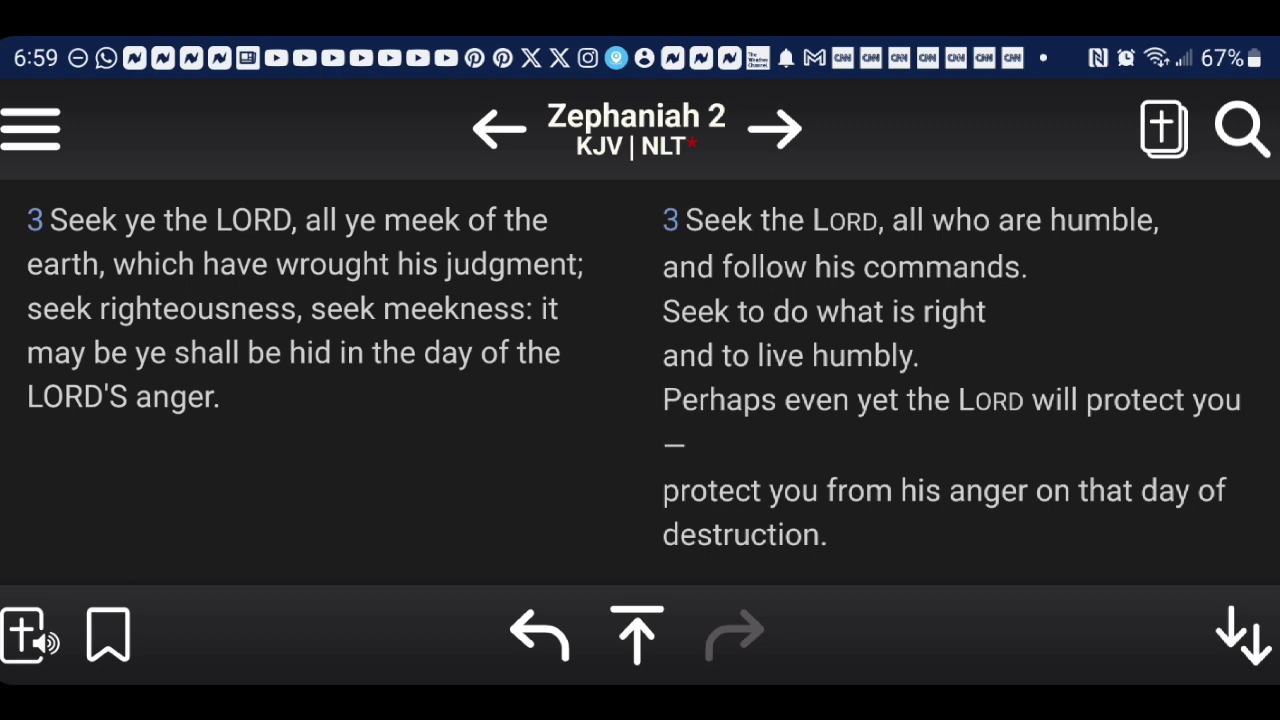 6:59 67%
Zephaniah 2
KJV | NLT*
3 Seek ye the LORD, all ye meek of the
earth, which have wrought his judgment;
seek righteousness, seek meekness: it
may be ye shall be hid in the day of the
LORD'S anger.
3 Seek the LORD, all who are humble,
and follow his commands.
Seek to do what is right
and to live humbly.
Perhaps even yet the LORD will protect you
—
protect you from his anger on that day of
destruction.